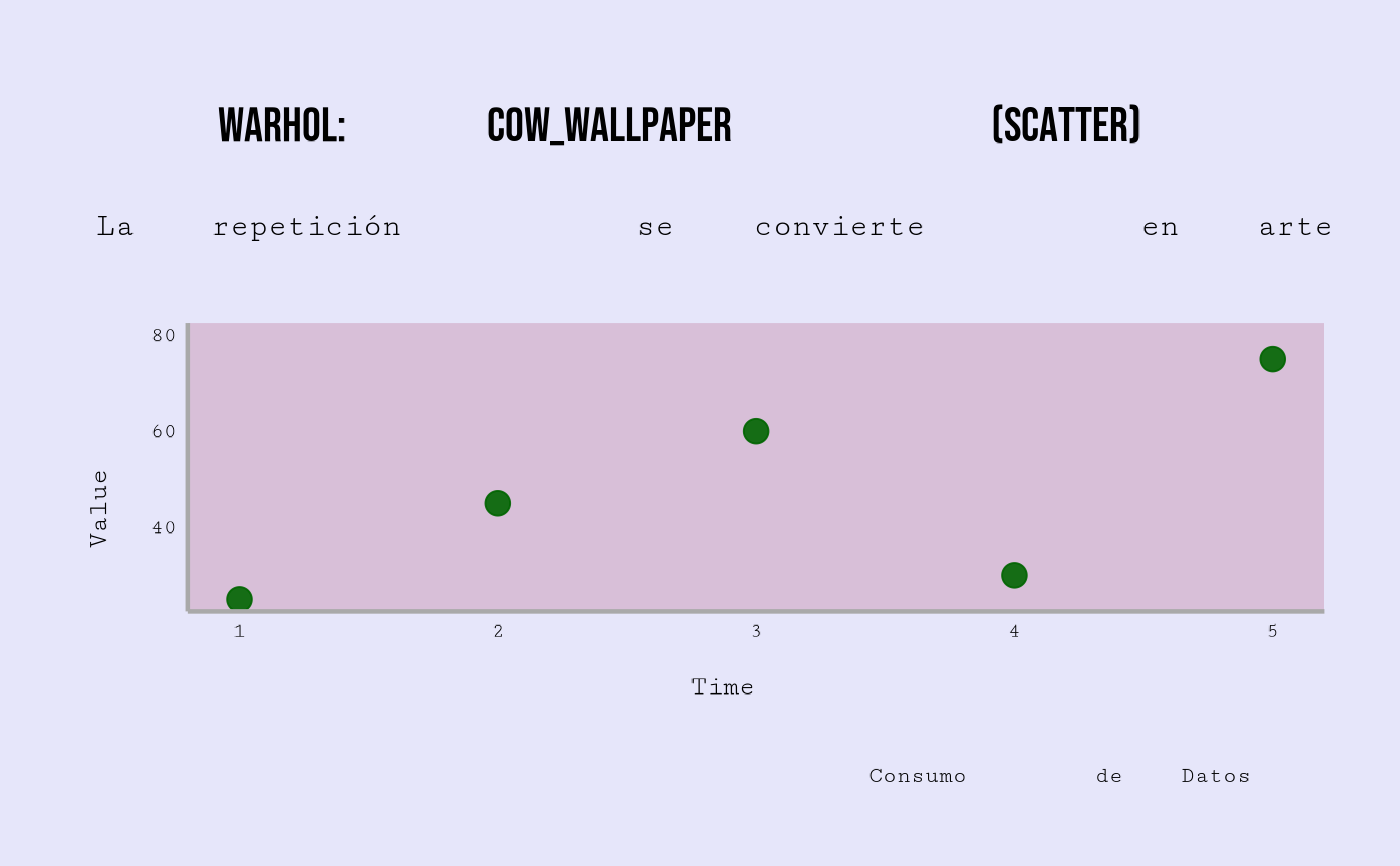 WARHOL: COW_WALLPAPER (SCATTER)
La repetición se convierte en arte
80
60
40
Value
1 2 3 4 5
Time
Consumo de Datos